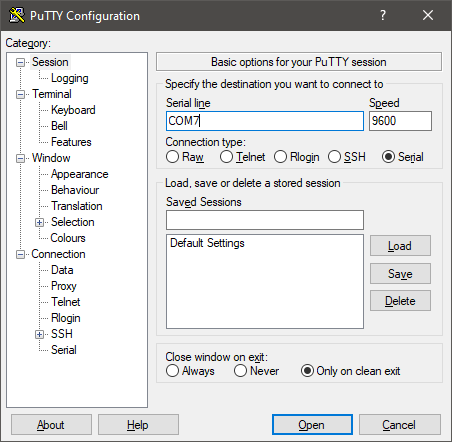 PuTTY Configuration
Category:
Session
Logging
Terminal
Keyboard
Bell
Features
Window
Appearance
Behaviour
Translation
Selection
Colours
Connection
Data
Proxy
Telnet
Rlogin
SSH
Serial
Basic options for your PuTTY session
Specify the destination you want to connect to
Serial line Speed
COM7 9600
Connection type:
Raw Telnet Rlogin SSH Serial
Load, save or delete a stored session
Saved Sessions
Default Settings
Load
Save
Delete
Close window on exit:
Always Never Only on clean exit
About Help Open Cancel